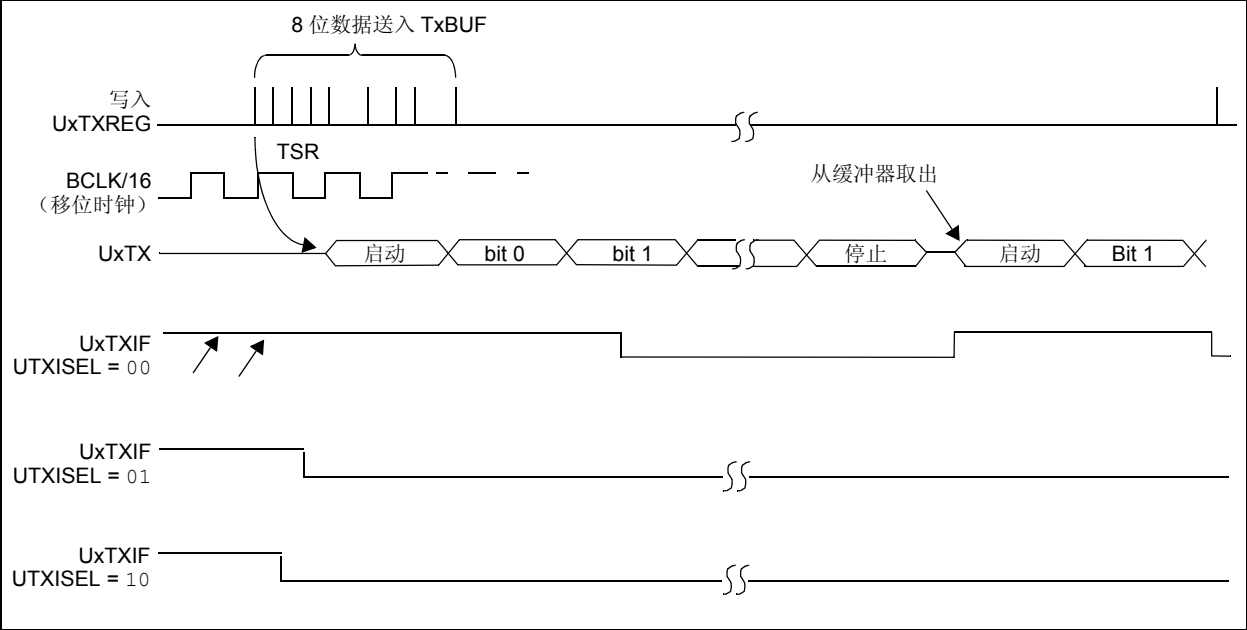 8 位数据送入 TxBUF
写入
UxTXREG
TSR
BCLK/16
（移位时钟）
从缓冲器取出
UxTX
启动
bit 0
bit 1
停止
启动
Bit 1
UxTXIF
UTXISEL = 00
UxTXIF
UTXISEL = 01
UxTXIF
UTXISEL = 10